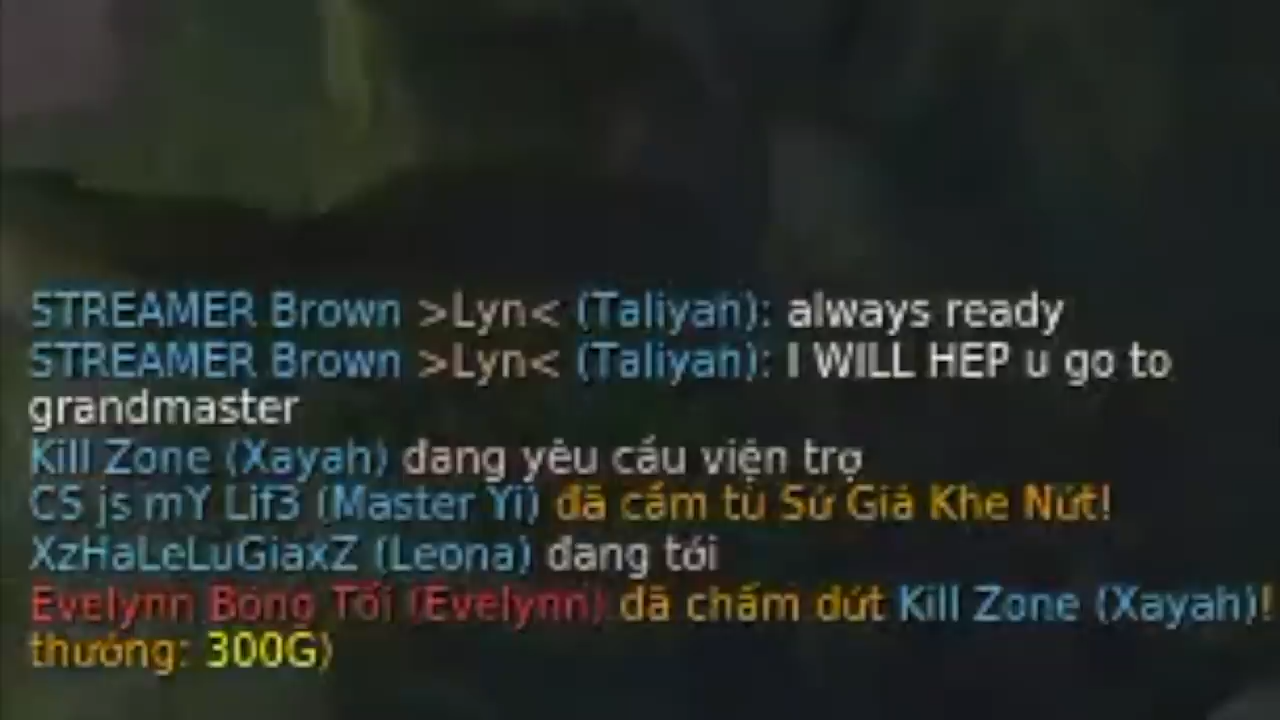 STREAMER Brown >Lyn< (Taliyah): always ready
STREAMER Brown >Lyn< (Taliyah): I WILL HEP u go to
grandmaster
Kill Zone (Xayah) đang yêu cầu viện trợ
CS js mY Lif3 (Master Yi) đã cầm tù Sứ Giả Khe Nứt!
XzHaLeLuGiaxZ (Leona) đang tới
Evelynn Bóng Tối (Evelynn) đã chấm dứt Kill Zone (Xayah)!
thưởng: 300G)